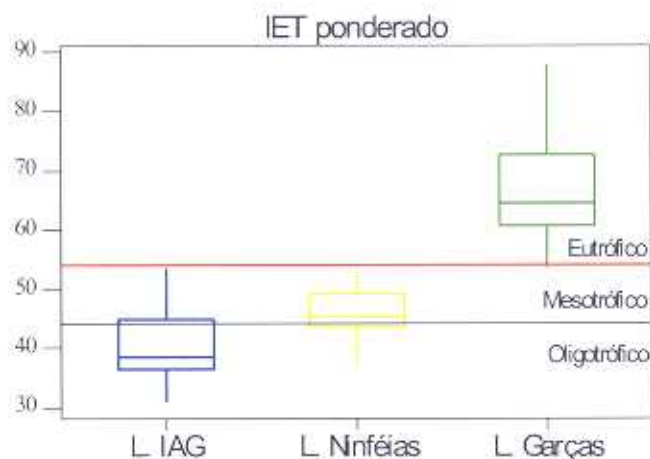 IET ponderado
90
80
70
60
50
40
30
Eutrófico
Mesotrófico
Oligotrófico
L. IAG
L. Ninféias
L. Garças